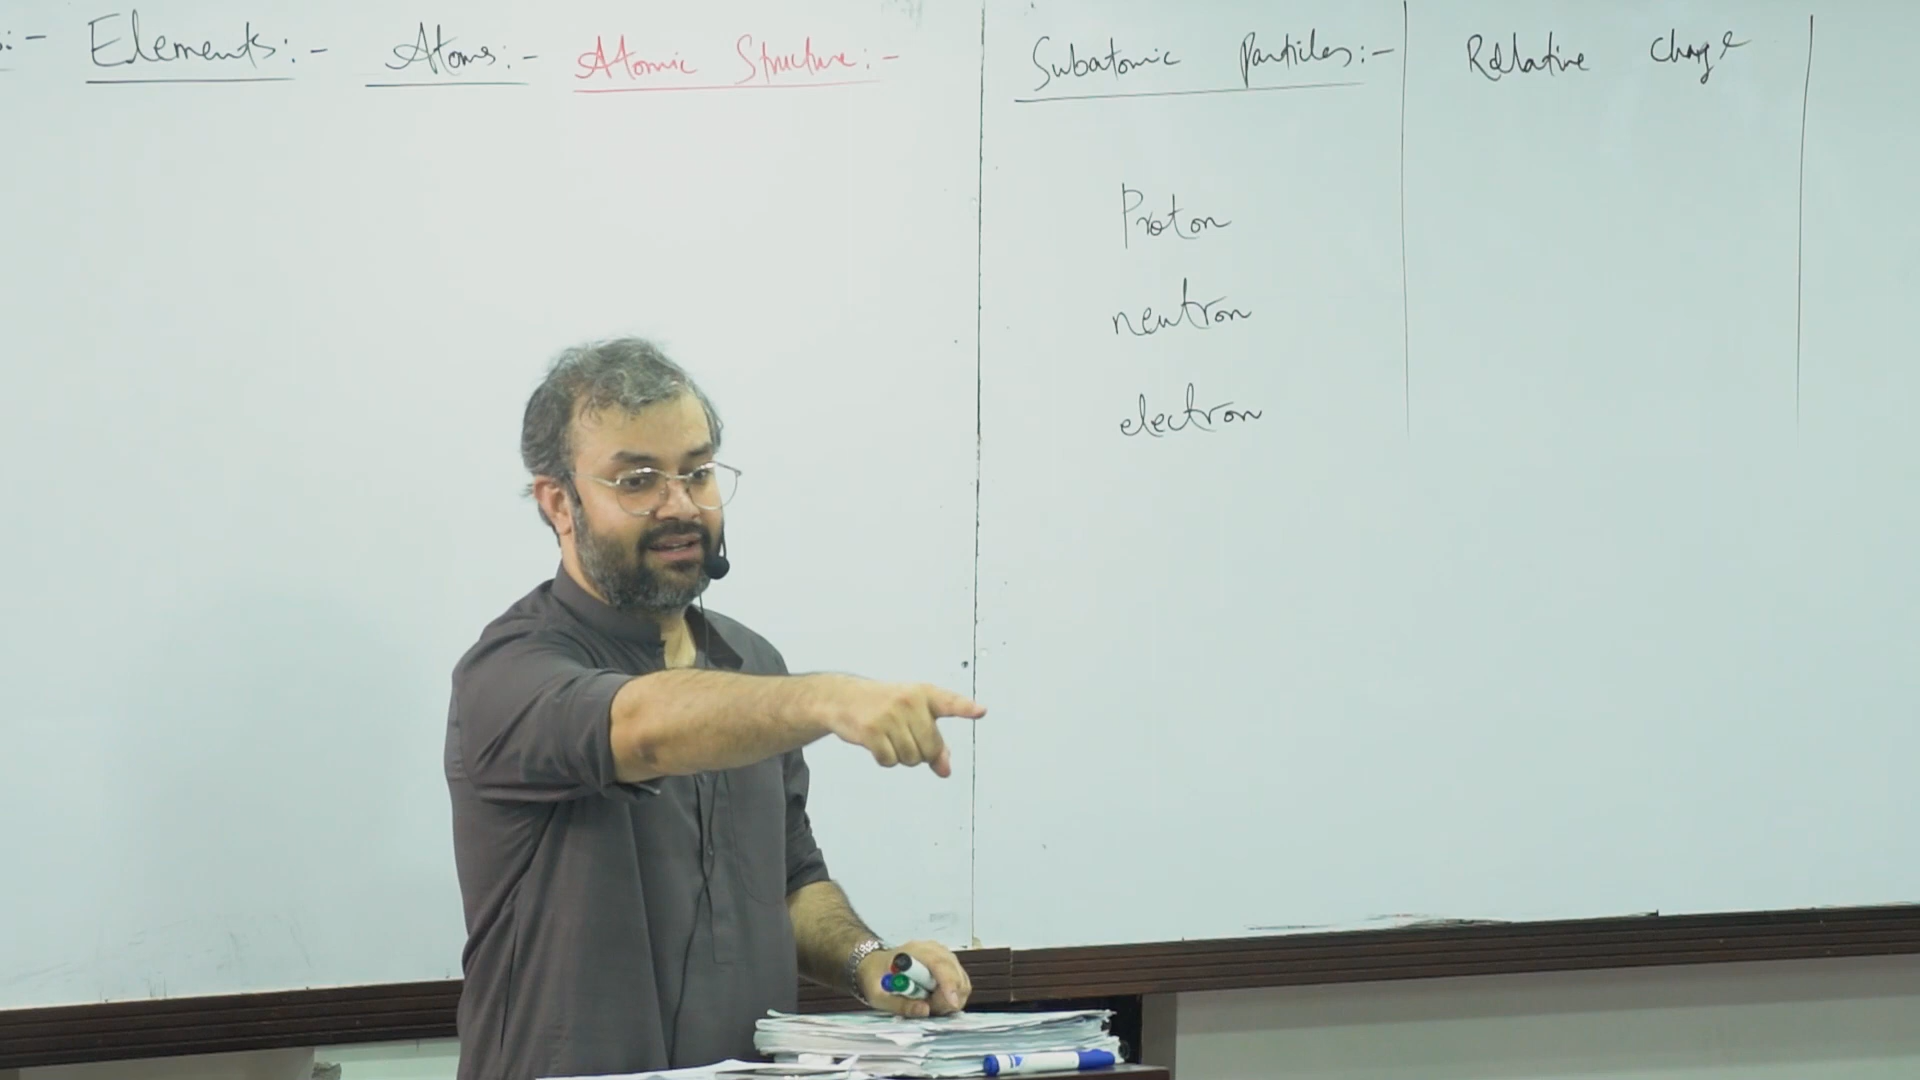 :- Elements:- Atoms:- Atomic Structure:-
Subatomic Particles:- Relative Charge
Proton
neutron
electron